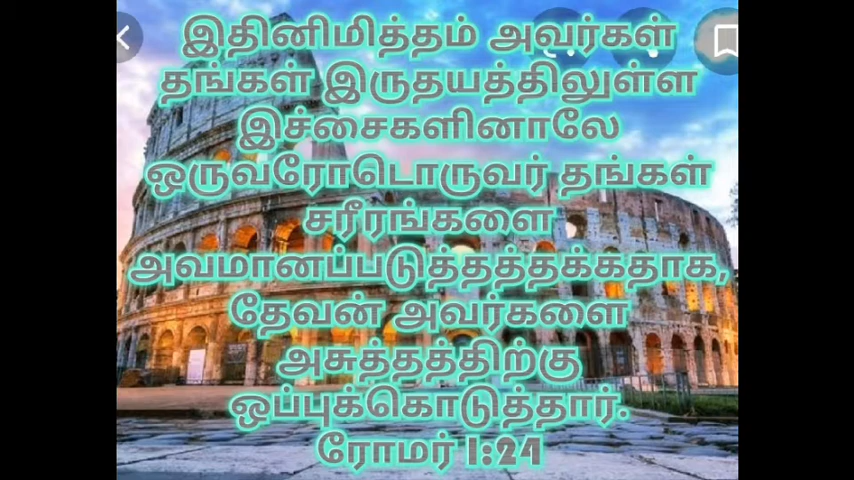 இதினிமித்தம் அவர்கள்
தங்கள் இருதயத்திலுள்ள
இச்சைகளினாலே
ஒருவரோடொருவர் தங்கள்
சரீரங்களை
அவமானப்படுத்தத்தக்கதாக,
தேவன் அவர்களை
அசுத்தத்திற்கு
ஒப்புக்கொடுத்தார்.
ரோமர் 1:24